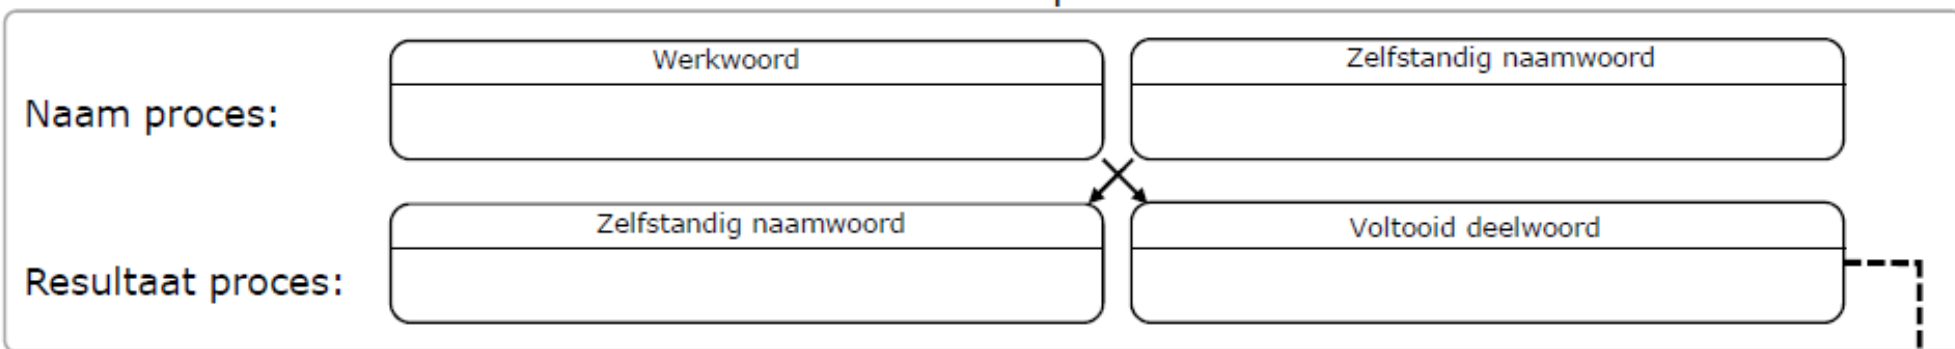 Werkwoord
Zelfstandig naamwoord
Naam proces:
Zelfstandig naamwoord
Voltooid deelwoord
Resultaat proces: